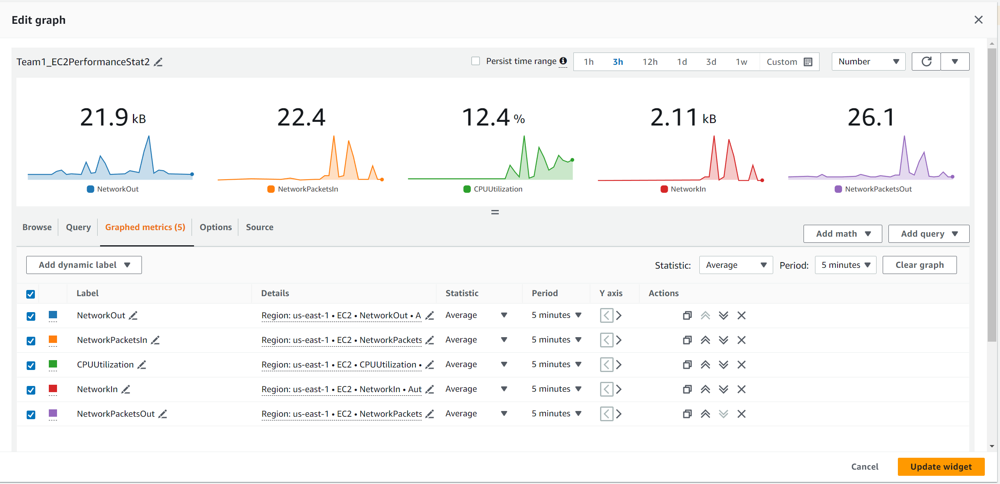 Edit graph
Team1_EC2PerformanceStat2
Persist time range
1h 3h 12h 1d 3d 1w Custom
Number
21.9 kB
22.4
12.4 %
2.11 kB
26.1
NetworkOut
NetworkPacketsIn
CPUUtilization
NetworkIn
NetworkPacketsOut
Browse Query Graphed metrics (5) Options Source
Add math Add query
Add dynamic label
Statistic: Average Period: 5 minutes Clear graph
Label Details Statistic Period Y axis Actions
NetworkOut Region: us-east-1 • EC2 • NetworkOut • A Average 5 minutes
NetworkPacketsIn Region: us-east-1 • EC2 • NetworkPackets Average 5 minutes
CPUUtilization Region: us-east-1 • EC2 • CPUUtilization • Average 5 minutes
NetworkIn Region: us-east-1 • EC2 • NetworkIn • Aut Average 5 minutes
NetworkPacketsOut Region: us-east-1 • EC2 • NetworkPackets Average 5 minutes
Cancel Update widget